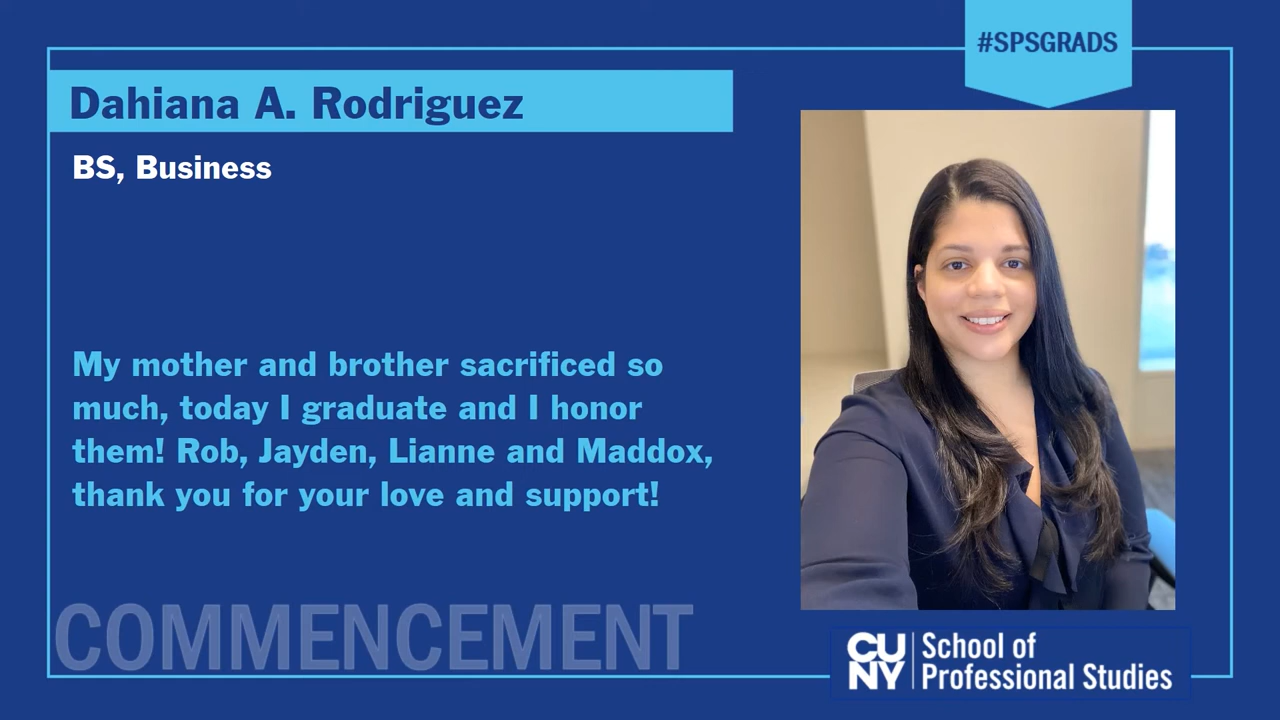 #SPSGRADS
Dahiana A. Rodriguez
BS, Business
My mother and brother sacrificed so
much, today I graduate and I honor
them! Rob, Jayden, Lianne and Maddox,
thank you for your love and support!
COMMENCEMENT
CU
NY
School of
Professional Studies